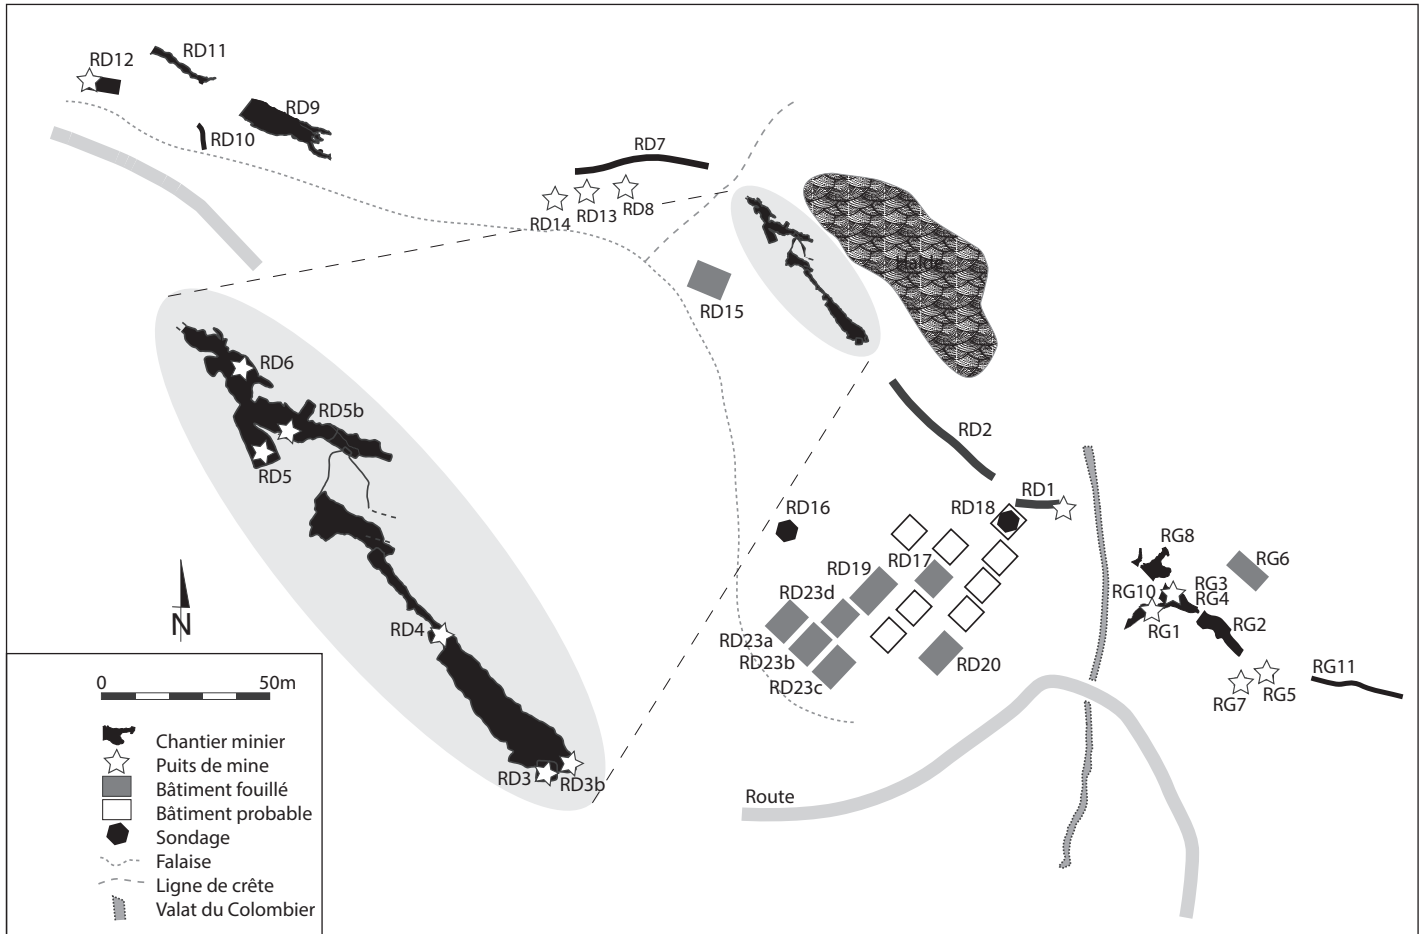 RD12
RD11
RD9
RD10
RD7
RD14
RD13
RD8
Halde
RD15
RD6
RD5b
RD5
RD2
RD16
RD18
RD1
RD17
RD19
RD23d
RD23a
RD23b
RD23c
RD20
RG8
RG6
RG3
RG10
RG4
RG1
RG2
RG11
RG5
RG7
RD4
RD3
RD3b
Route
N
0 50m
Chantier minier
Puits de mine
Bâtiment fouillé
Bâtiment probable
Sondage
Falaise
Ligne de crête
Valat du Colombier